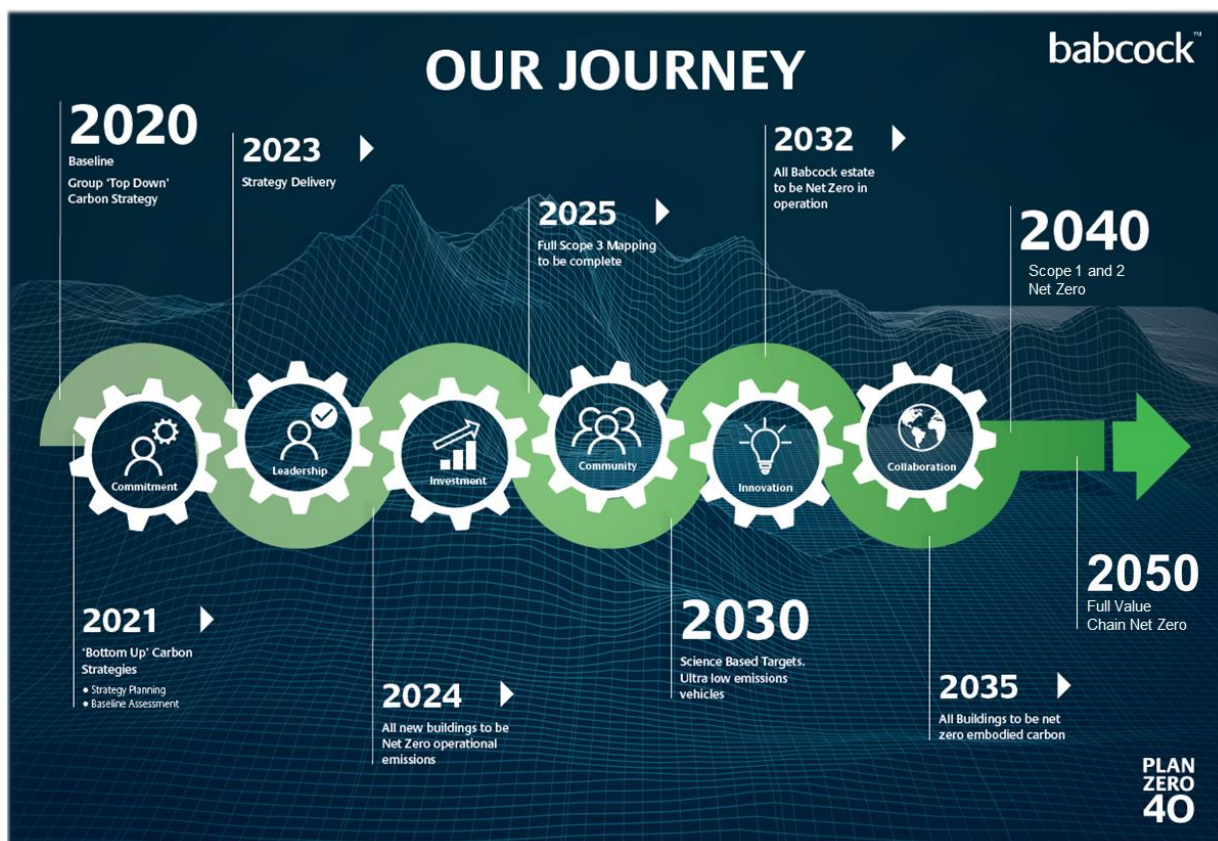 OUR JOURNEY
babcock™
2020
Baseline
Group ‘Top Down’
Carbon Strategy
2023
Strategy Delivery
2025
Full Scope 3 Mapping
to be complete
2032
All Babcock estate
to be Net Zero in
operation
2040
Scope 1 and 2
Net Zero
Commitment
Leadership
Investment
Community
Innovation
Collaboration
2021
‘Bottom Up’ Carbon
Strategies
• Strategy Planning
• Baseline Assessment
2024
All new buildings to be
Net Zero operational
emissions
2030
Science Based Targets.
Ultra low emissions
vehicles
2035
All Buildings to be net
zero embodied carbon
2050
Full Value
Chain Net Zero
PLAN
ZERO
40